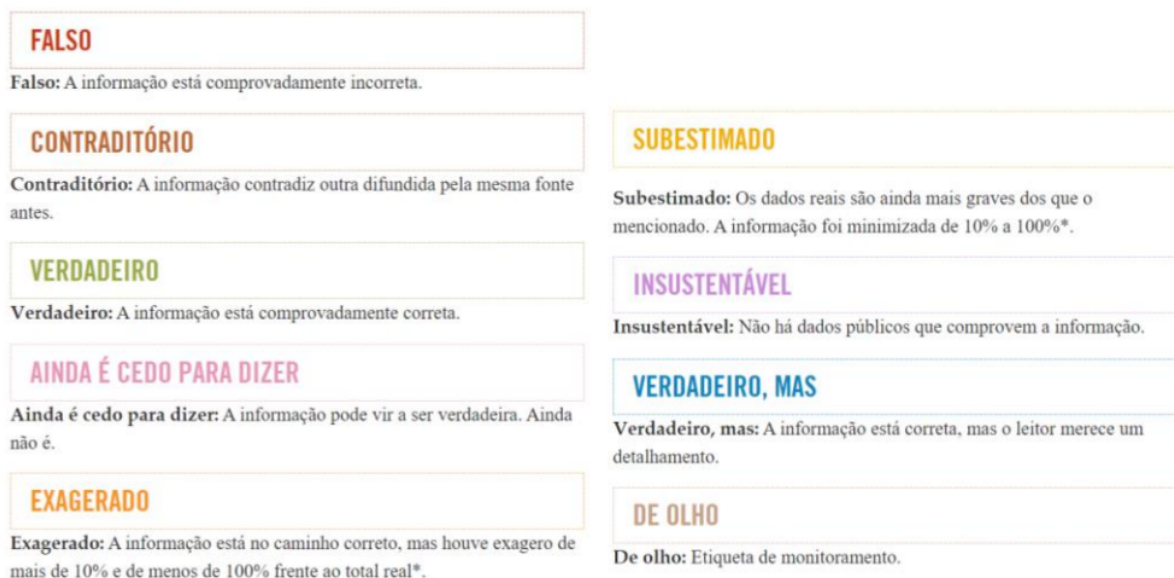 FALSO
Falso: A informação está comprovadamente incorreta.
CONTRADITÓRIO
Contraditório: A informação contradiz outra difundida pela mesma fonte
antes.
VERDADEIRO
Verdadeiro: A informação está comprovadamente correta.
AINDA É CEDO PARA DIZER
Ainda é cedo para dizer: A informação pode vir a ser verdadeira. Ainda
não é.
EXAGERADO
Exagerado: A informação está no caminho correto, mas houve exagero de
mais de 10% e de menos de 100% frente ao total real*.
SUBESTIMADO
Subestimado: Os dados reais são ainda mais graves dos que o
mencionado. A informação foi minimizada de 10% a 100%*.
INSUSTENTÁVEL
Insustentável: Não há dados públicos que comprovem a informação.
VERDADEIRO, MAS
Verdadeiro, mas: A informação está correta, mas o leitor merece um
detalhamento.
DE OLHO
De olho: Etiqueta de monitoramento.